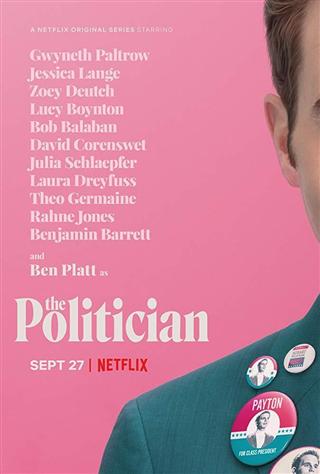 A NETFLIX ORIGINAL SERIES STARRING
Gwyneth Paltrow
Jessica Lange
Zoey Deutch
Lucy Boynton
Bob Balaban
David Corenswet
Julia Schlaepfer
Laura Dreyfuss
Theo Germaine
Rahne Jones
Benjamin Barrett
and
Ben Platt as
the
Politician
SEPT 27 | NETFLIX
PAYTON
FOR CLASS PRESIDENT